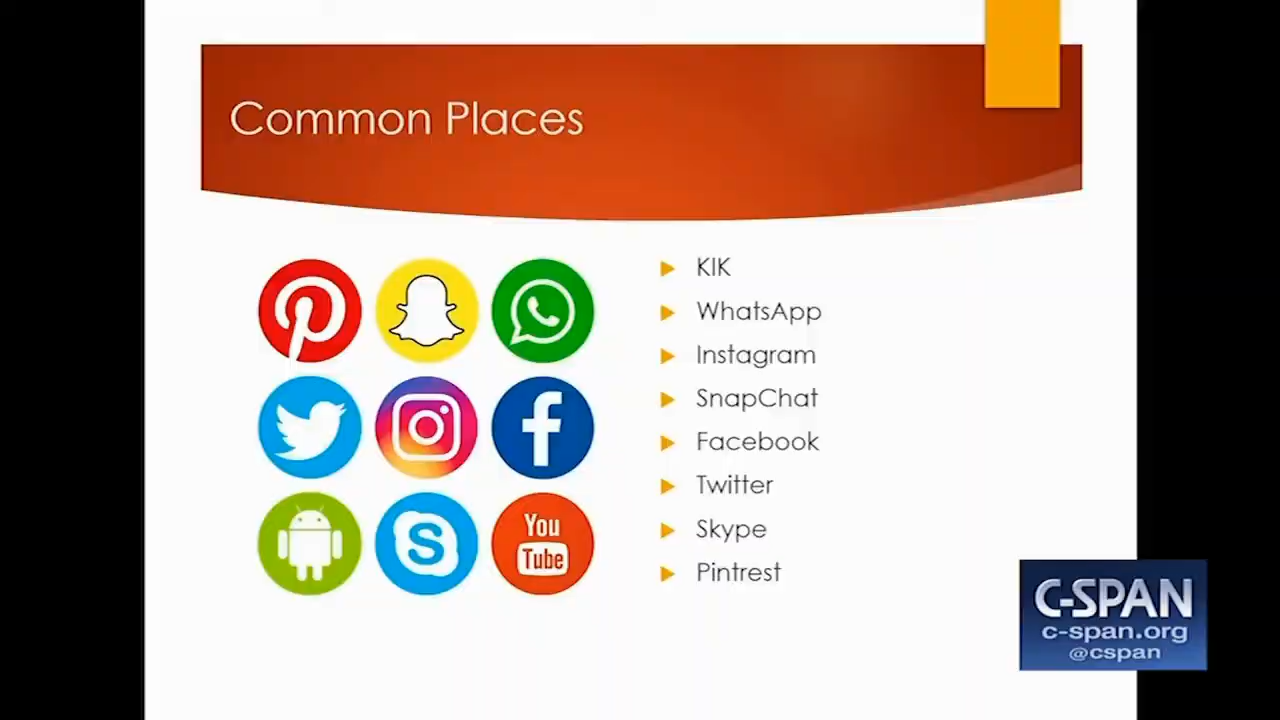 Common Places
KIK
WhatsApp
Instagram
SnapChat
Facebook
Twitter
Skype
Pintrest
You
Tube
C-SPAN
c-span.org
@cspan